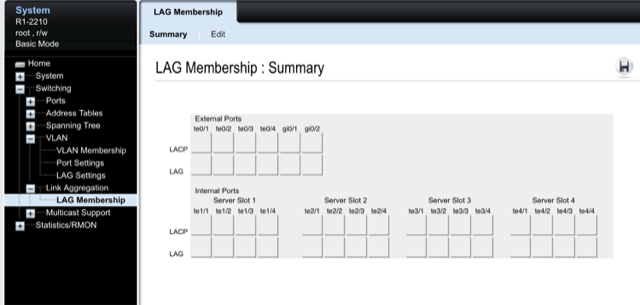 System
R1-2210
root , r/w
Basic Mode
Home
System
Switching
Ports
Address Tables
Spanning Tree
VLAN
VLAN Membership
Port Settings
LAG Settings
Link Aggregation
LAG Membership
Multicast Support
Statistics/RMON
LAG Membership
Summary Edit
LAG Membership : Summary
External Ports
te0/1 te0/2 te0/3 te0/4 gi0/1 gi0/2
LACP
LAG
Internal Ports
Server Slot 1 Server Slot 2 Server Slot 3 Server Slot 4
te1/1 te1/2 te1/3 te1/4 te2/1 te2/2 te2/3 te2/4 te3/1 te3/2 te3/3 te3/4 te4/1 te4/2 te4/3 te4/4
LACP
LAG